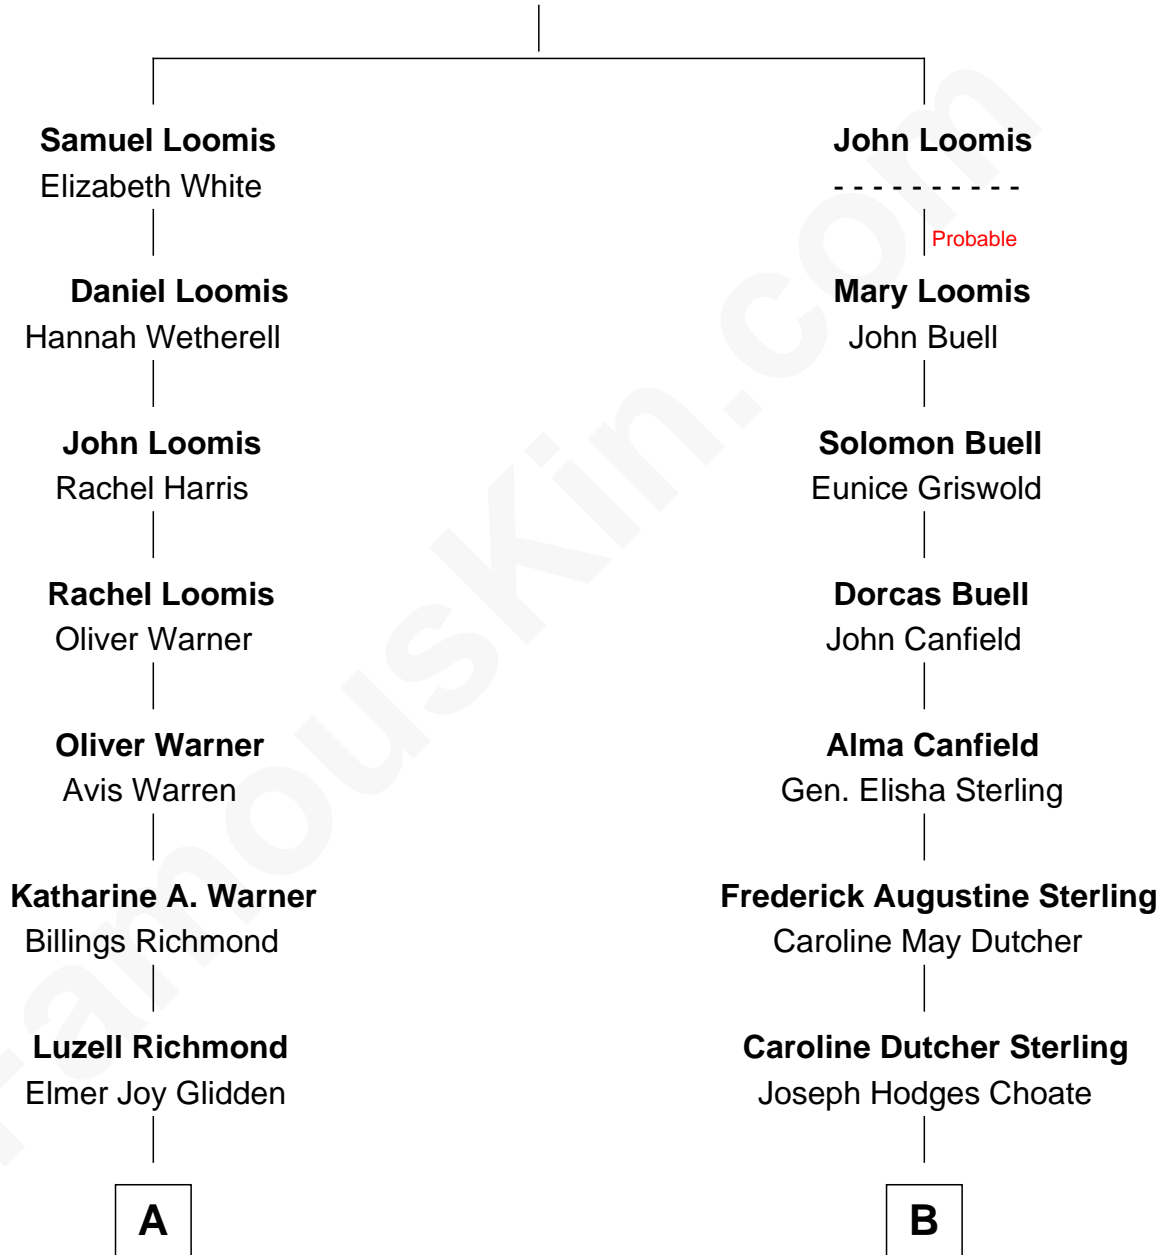 Samuel Loomis
Elizabeth White
Daniel Loomis
Hannah Wetherell
John Loomis
Rachel Harris
Rachel Loomis
Oliver Warner
Oliver Warner
Avis Warren
Katharine A. Warner
Billings Richmond
Luzell Richmond
Elmer Joy Glidden
A
John Loomis
- - - - - - - - - -
Probable
Mary Loomis
John Buell
Solomon Buell
Eunice Griswold
Dorcas Buell
John Canfield
Alma Canfield
Gen. Elisha Sterling
Frederick Augustine Sterling
Caroline May Dutcher
Caroline Dutcher Sterling
Joseph Hodges Choate
B
FamousKin.com